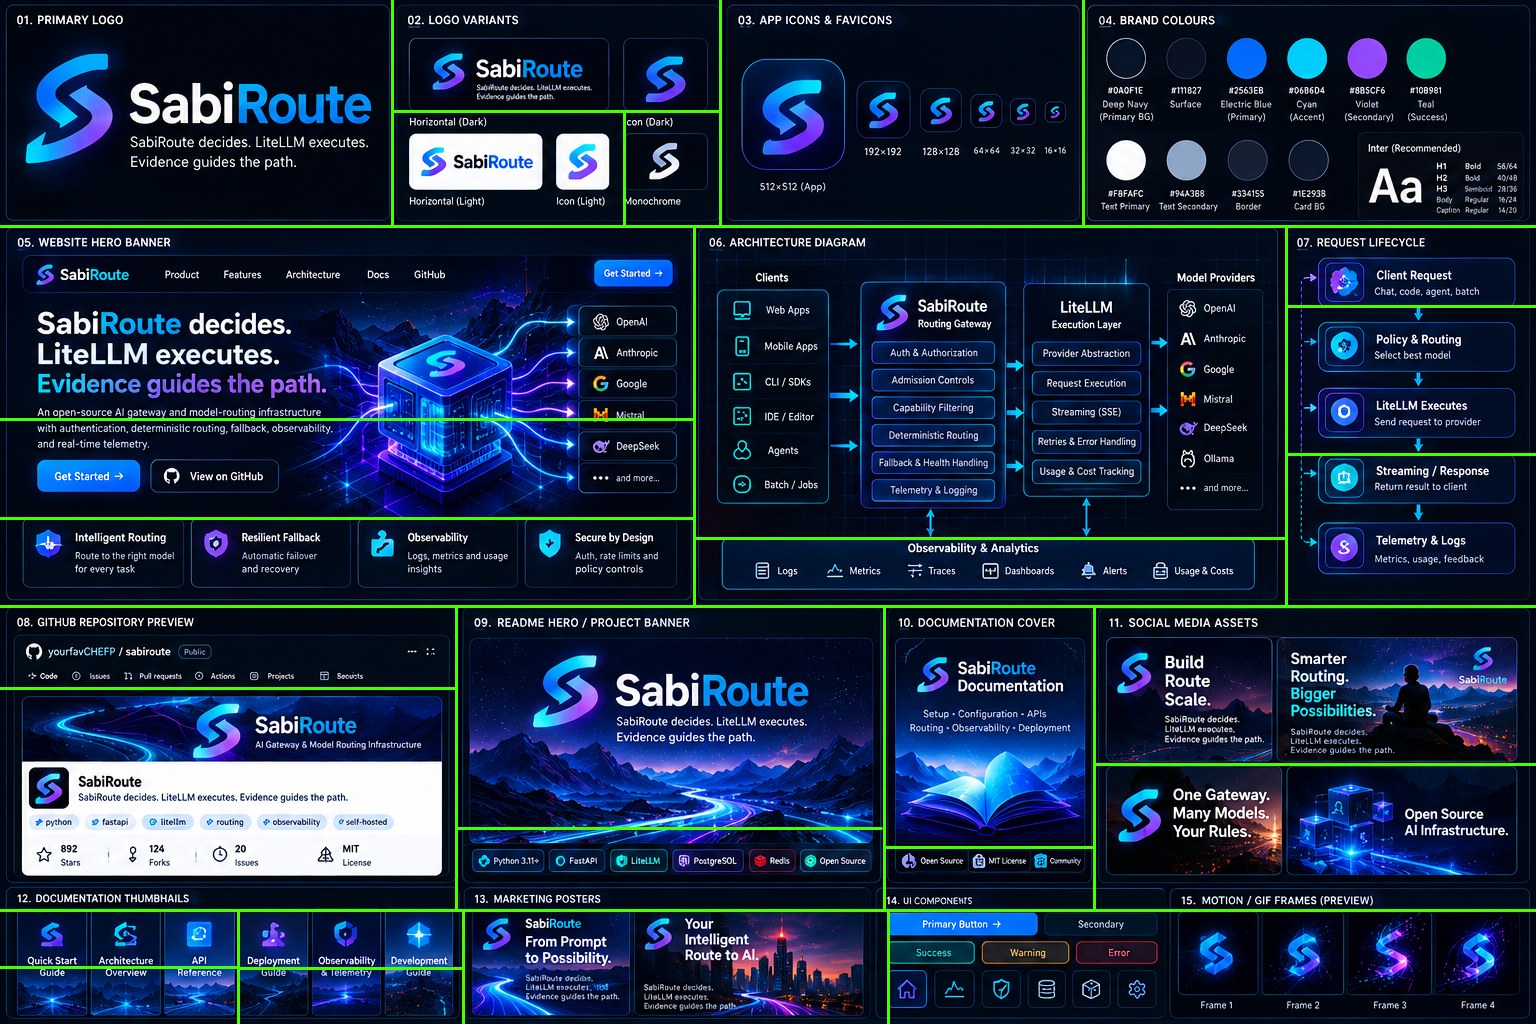 01. PRIMARY LOGO
SabiRoute
SabiRoute decides. LiteLLM executes.
Evidence guides the path.
02. LOGO VARIANTS
SabiRoute
SabiRoute decides. LiteLLM executes.
Evidence guides the path.
Horizontal (Dark)
con (Dark)
SabiRoute
Horizontal (Light)
Icon (Light)
Monochrome
03. APP ICONS & FAVICONS
512×512 (App)
192×192
128×128
64×64
32×32
16×16
04. BRAND COLOURS
#0A0F1E
Deep Navy
(Primary BG)
#111827
Surface
#2563EB
Electric Blue
(Primary)
#06B6D4
Cyan
(Accent)
#8B5CF6
Violet
(Secondary)
#10B981
Teal
(Success)
#F8FAFC
Text Primary
#94A3B8
Text Secondary
#334155
Border
#1E293B
Card BG
Inter (Recommended)
Aa
H1 Bold 56/64
H2 Bold 40/48
H3 Semibold 28/36
Body Regular 16/24
Caption Regular 14/20
05. WEBSITE HERO BANNER
SabiRoute
Product
Features
Architecture
Docs
GitHub
Get Started →
SabiRoute decides.
LiteLLM executes.
Evidence guides the path.
An open-source AI gateway and model-routing infrastructure
with authentication, deterministic routing, fallback, observability,
and real-time telemetry.
Get Started →
View on GitHub
OpenAI
Anthropic
Google
Mistral
DeepSeek
and more...
Intelligent Routing
Route to the right model
for every task
Resilient Fallback
Automatic failover
and recovery
Observability
Logs, metrics and usage
insights
Secure by Design
Auth, rate limits and
policy controls
06. ARCHITECTURE DIAGRAM
Clients
Web Apps
Mobile Apps
CLI / SDKs
IDE / Editor
Agents
Batch / Jobs
SabiRoute
Routing Gateway
Auth & Authorization
Admission Controls
Capability Filtering
Deterministic Routing
Fallback & Health Handling
Telemetry & Logging
LiteLLM
Execution Layer
Provider Abstraction
Request Execution
Streaming (SSE)
Retries & Error Handling
Usage & Cost Tracking
Model Providers
OpenAI
Anthropic
Google
Mistral
DeepSeek
Ollama
and more...
Observability & Analytics
Logs
Metrics
Traces
Dashboards
Alerts
Usage & Costs
07. REQUEST LIFECYCLE
Client Request
Chat, code, agent, batch
Policy & Routing
Select best model
LiteLLM Executes
Send request to provider
Streaming / Response
Return result to client
Telemetry & Logs
Metrics, usage, feedback
08. GITHUB REPOSITORY PREVIEW
yourfavCHEFP / sabiroute
Public
Code
Issues
Pull requests
Actions
Projects
Securts
SabiRoute
AI Gateway & Model Routing Infrastructure
SabiRoute
SabiRoute decides. LiteLLM executes. Evidence guides the path.
python
fastapi
litellm
routing
observability
self-hosted
892
Stars
124
Forks
20
Issues
MIT
License
09. README HERO / PROJECT BANNER
SabiRoute
SabiRoute decides. LiteLLM executes.
Evidence guides the path.
Python 3.11+
FastAPI
LiteLLM
PostgreSQL
Redis
Open Source
10. DOCUMENTATION COVER
SabiRoute
Documentation
Setup • Configuration • APIs
Routing • Observability • Deployment
Open Source
MIT License
Community
11. SOCIAL MEDIA ASSETS
Build
Route
Scale.
SabiRoute decides.
LiteLLM executes.
Evidence guides the path.
Smarter
Routing.
Bigger
Possibilities.
SabiRoute decides.
LiteLLM executes.
Evidence guides the path.
SabiRoute
One Gateway.
Many Models.
Your Rules.
Open Source
AI Infrastructure.
12. DOCUMENTATION THUMBHAILS
Quick Start
Guide
Architecture
Overview
API
Reference
Deployment
Guide
Observability
& Telemetry
Development
Guide
13. MARKETING POSTERS
SabiRoute
From Prompt
to Possibility.
SabiRoute decides.
LiteLLM executes.
Evidence guides the path.
Your
Intelligent
Route to AI.
SabiRoute decides.
LiteLLM executes.
Evidence guides the path.
14. UI COMPONENTS
Primary Button →
Secondary
Success
Warning
Error
15. MOTION / GIF FRAMES (PREVIEW)
Frame 1
Frame 2
Frame 3
Frame 4